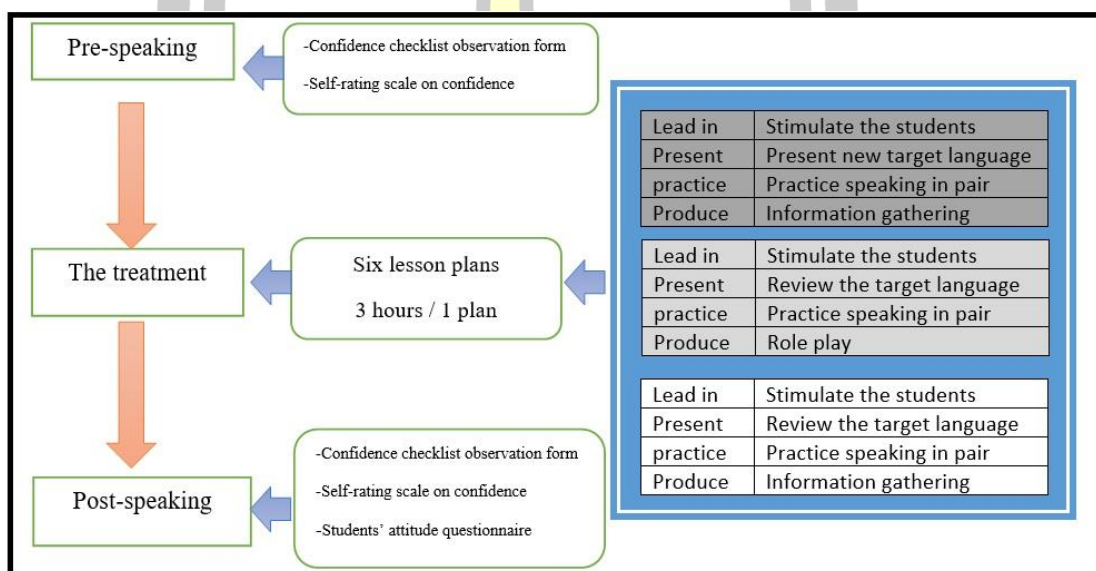 Pre-speaking
-Confidence checklist observation form
-Self-rating scale on confidence
The treatment
Six lesson plans
3 hours / 1 plan
Lead in Stimulate the students
Present Present new target language
practice Practice speaking in pair
Produce Information gathering
Lead in Stimulate the students
Present Review the target language
practice Practice speaking in pair
Produce Role play
Lead in Stimulate the students
Present Review the target language
practice Practice speaking in pair
Produce Information gathering
Post-speaking
-Confidence checklist observation form
-Self-rating scale on confidence
-Students’ attitude questionnaire